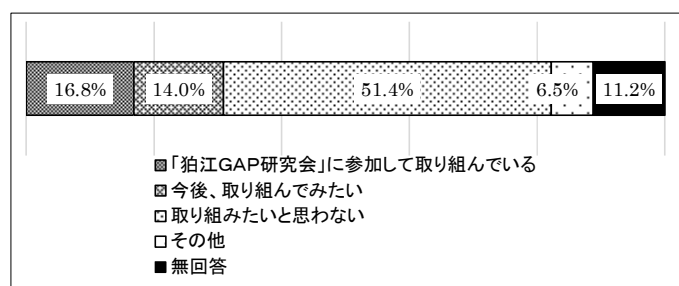 16.8% 14.0% 51.4% 6.5% 11.2%
「狛江GAP研究会」に参加して取り組んでいる
今後、取り組んでみたい
取り組みたいと思わない
その他
無回答